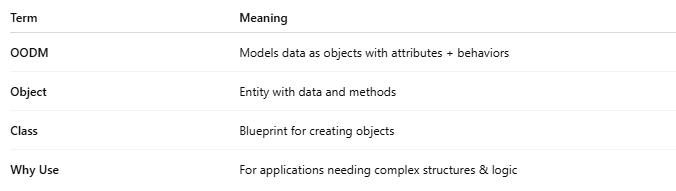 Term Meaning
OODM Models data as objects with attributes + behaviors
Object Entity with data and methods
Class Blueprint for creating objects
Why Use For applications needing complex structures & logic